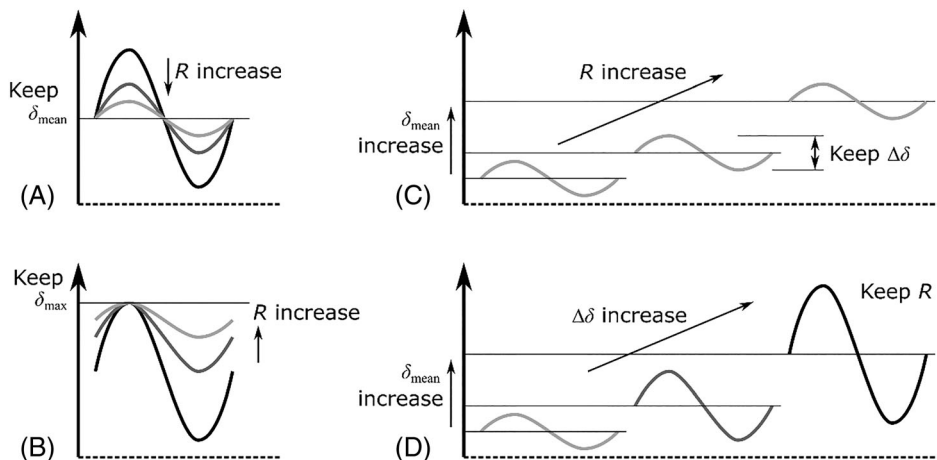 Keep
δmean
R increase
(A)
Keep
δmax
R increase
(B)
R increase
δmean
increase
Keep Δδ
(C)
Δδ increase
Keep R
δmean
increase
(D)